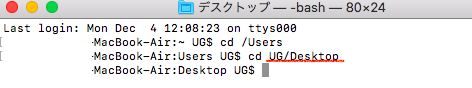 デスクトップ — -bash — 80×24
Last login: Mon Dec  4 12:08:23 on ttys000
MacBook-Air:~ UG$ cd /Users
MacBook-Air:Users UG$ cd UG/Desktop
MacBook-Air:Desktop UG$